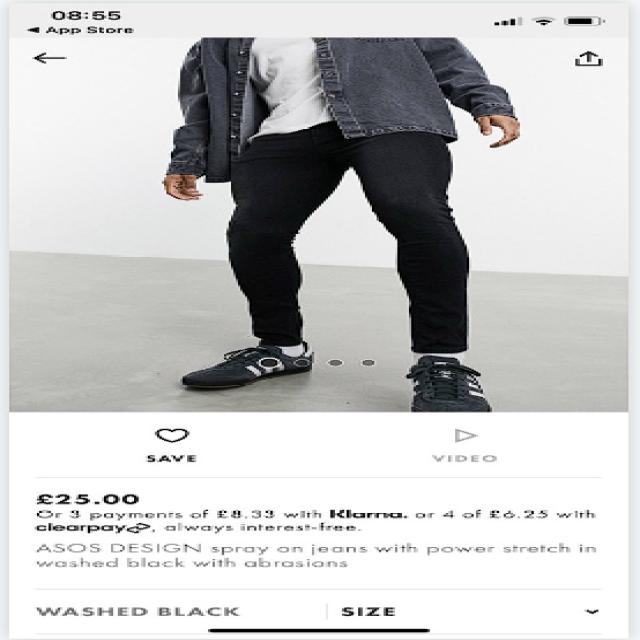 08:55
◀ App Store
SAVE
VIDEO
£25.00
Or 3 payments of £8.33 with Klarna. or 4 of £6.25 with
clearpay, always interest-free.
ASOS DESIGN spray on jeans with power stretch in
washed black with abrasions
WASHED BLACK
SIZE